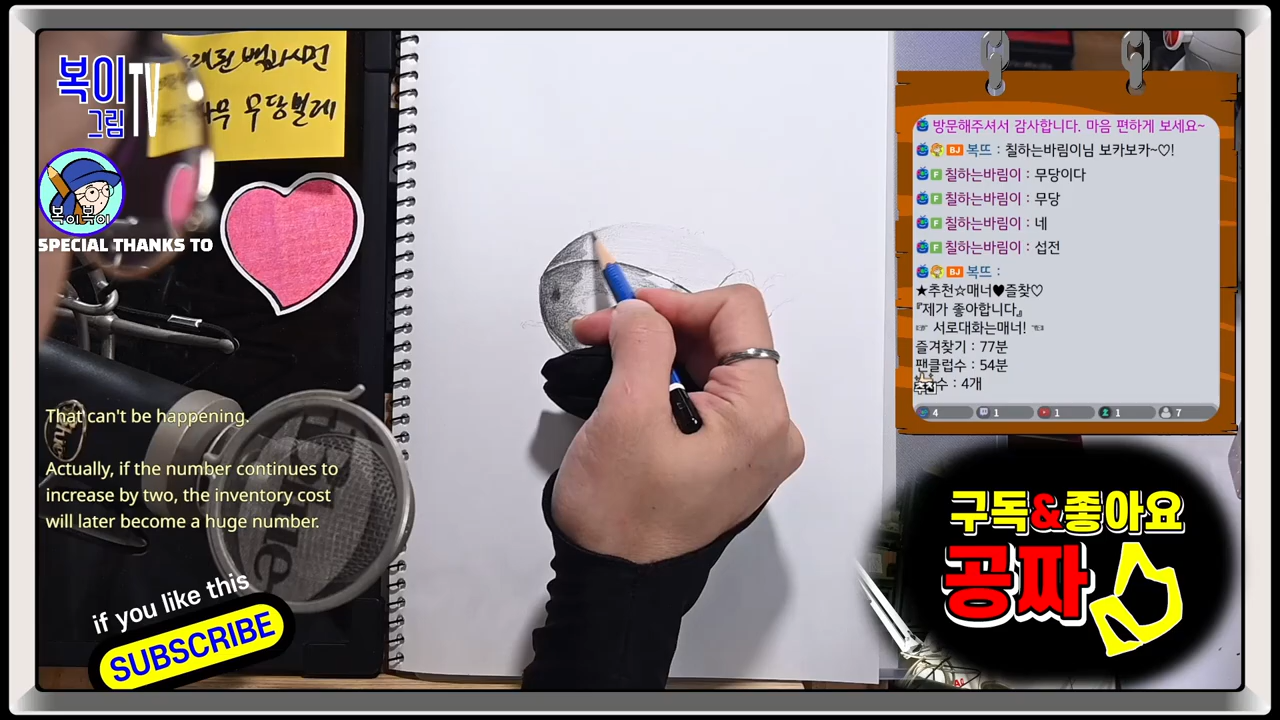 복이
그림
TV
백과사전
무당벌레
복이복이
SPECIAL THANKS TO
That can't be happening.
Actually, if the number continues to
increase by two, the inventory cost
will later become a huge number.
if you like this
SUBSCRIBE
방문해주셔서 감사합니다. 마음 편하게 보세요~
BJ 복뜨 : 칠하는바림이님 보카보카~♡!
F 칠하는바림이 : 무당이다
F 칠하는바림이 : 무당
F 칠하는바림이 : 네
F 칠하는바림이 : 섭전
BJ 복뜨 :
★추천☆매너♥즐찾♡
『제가 좋아합니다』
☞ 서로대화는매너! ☜
즐겨찾기 : 77분
팬클럽수 : 54분
수 : 4개
4 1 1 1 7
구독&좋아요
공짜